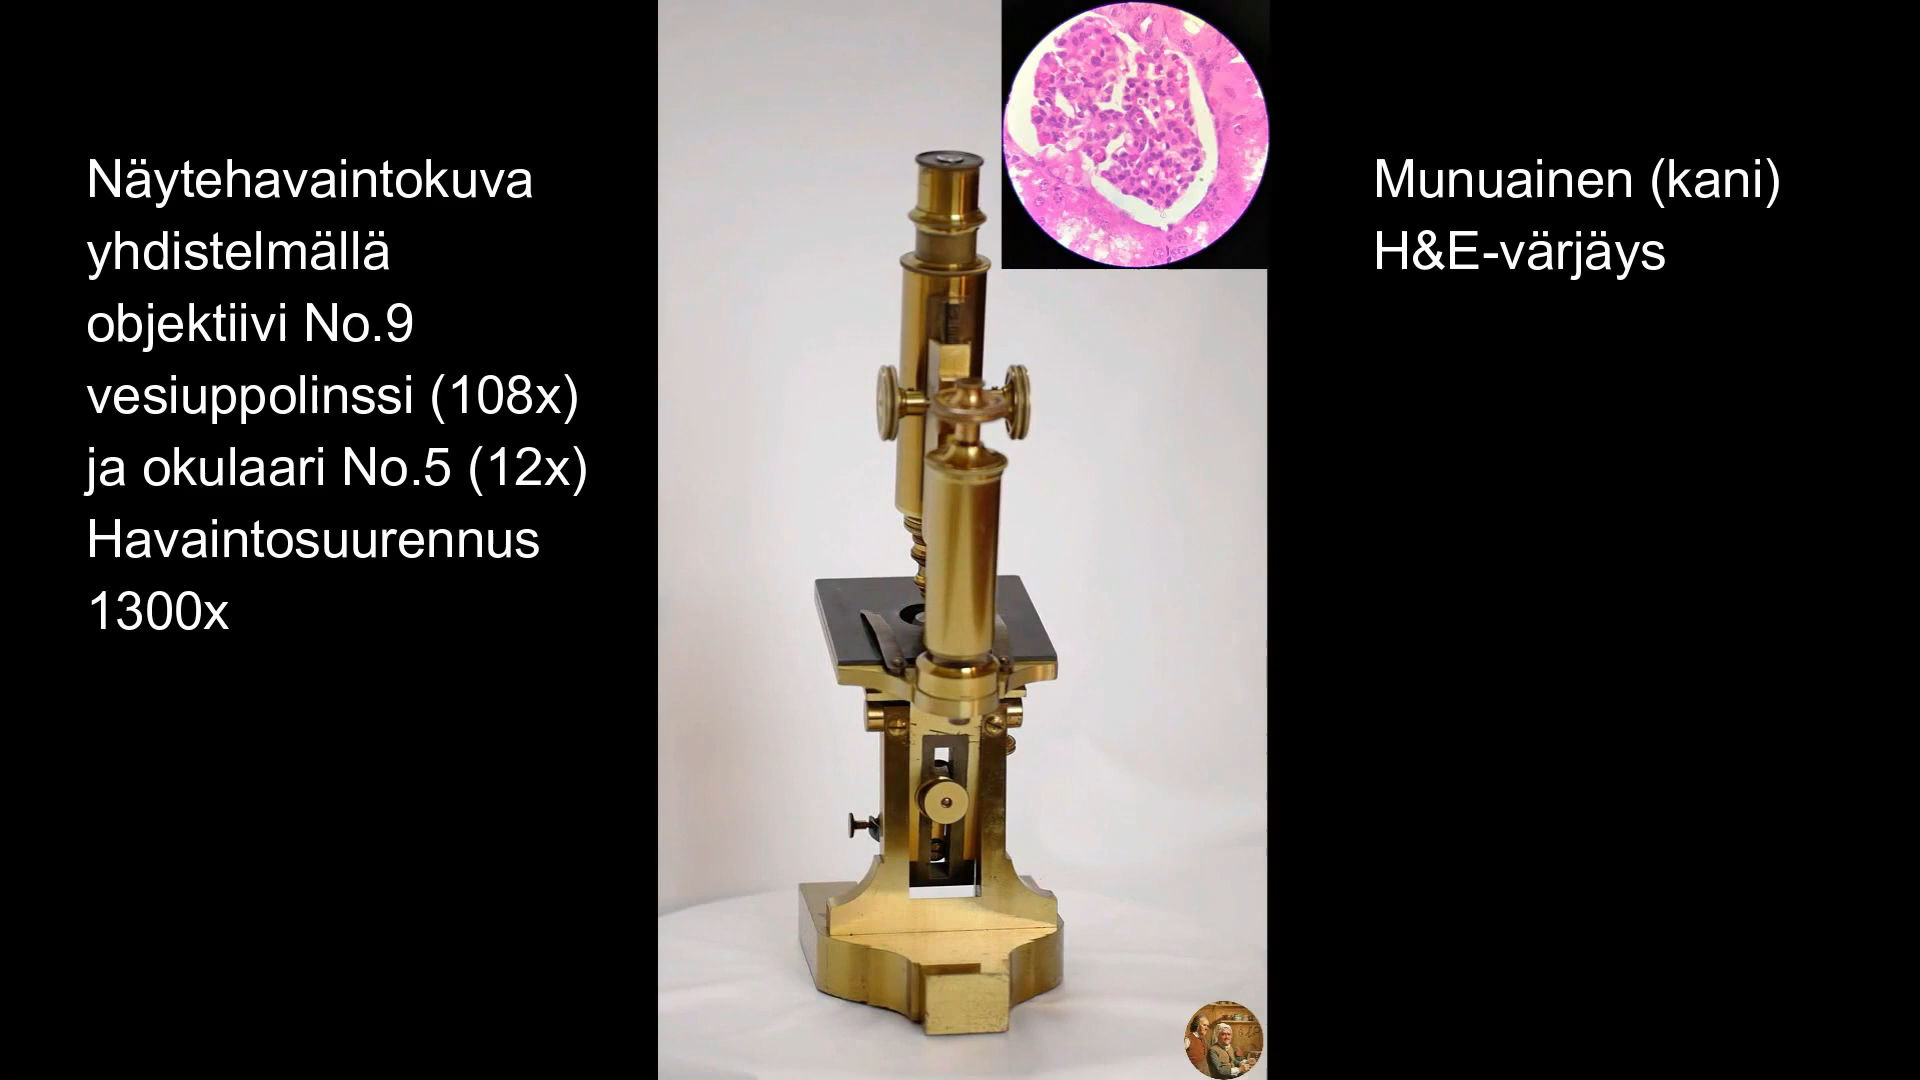 Näytehavaintokuva
yhdistelmällä
objektiivi No.9
vesiuppolinssi (108x)
ja okulaari No.5 (12x)
Havaintosuurennus
1300x
Munuainen (kani)
H&E-värjäys